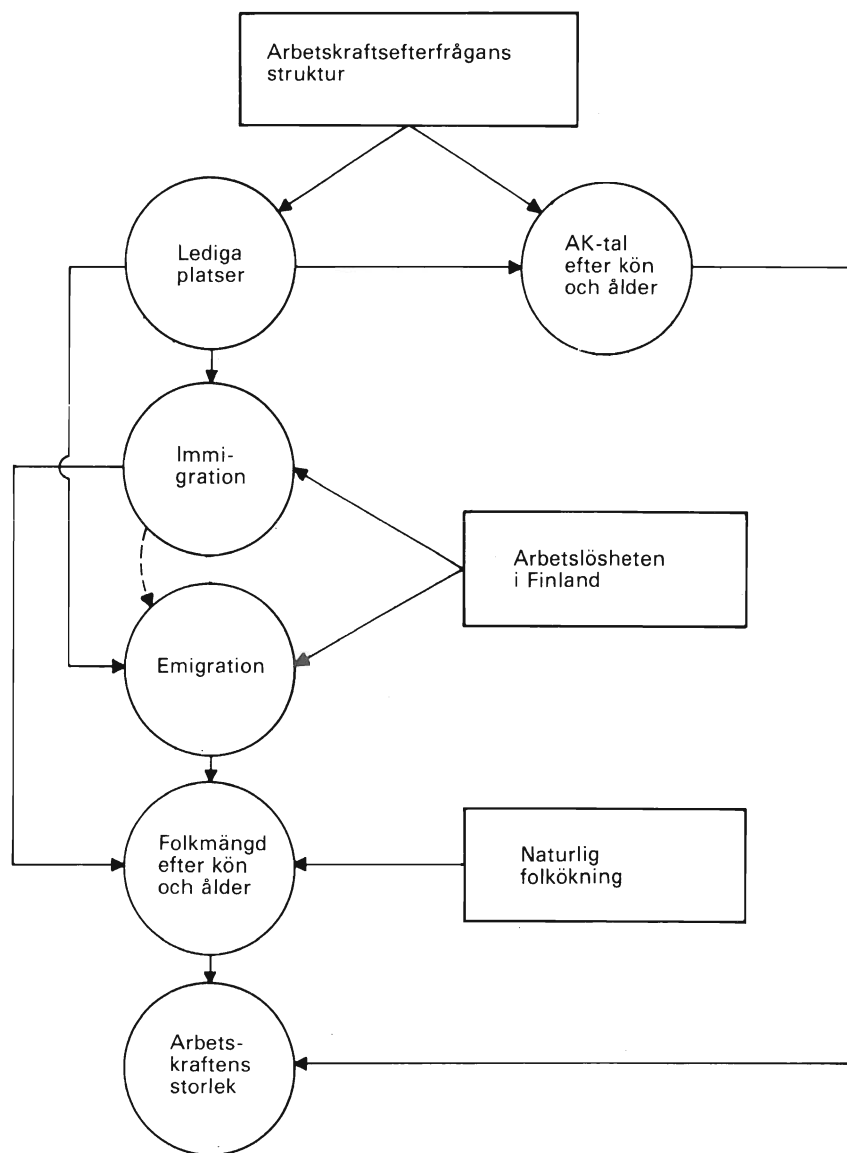 Arbetskraftsefterfrågans
struktur
Lediga
platser
AK-tal
efter kön
och ålder
Immi-
gration
Arbetslösheten
i Finland
Emigration
Folkmängd
efter kön
och ålder
Naturlig
folkökning
Arbets-
kraftens
storlek